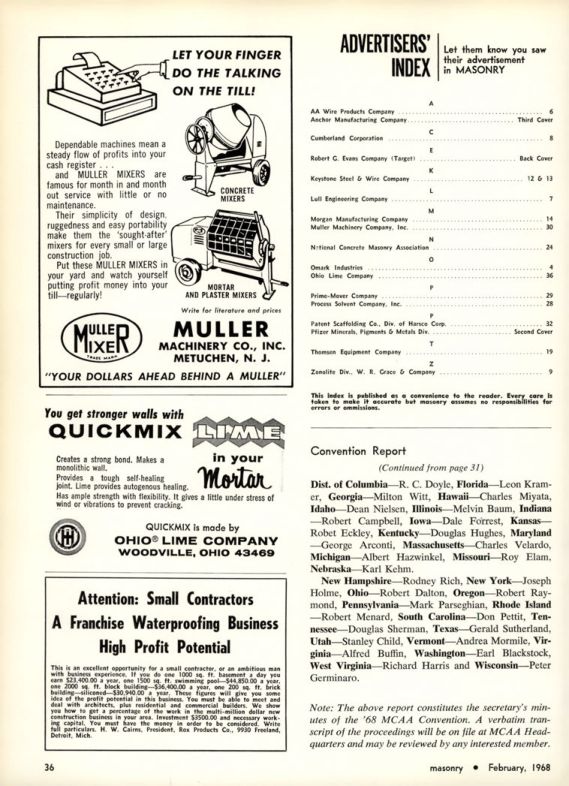 LET YOUR FINGER
DO THE TALKING
ON THE TILL!
Dependable machines mean a
steady flow of profits into your
cash register . . .
and MULLER MIXERS are
famous for month in and month
out service with little or no
maintenance.
Their simplicity of design,
ruggedness and easy portability
make them the 'sought-after'
mixers for every small or large
construction job.
Put these MULLER MIXERS in
your yard and watch yourself
putting profit money into your
till—regularly!
CONCRETE
MIXERS
MORTAR
AND PLASTER MIXERS
Write for literature and prices
MULLER
MIXER
TRADE MARK
MULLER
MACHINERY CO., INC.
METUCHEN, N. J.
"YOUR DOLLARS AHEAD BEHIND A MULLER"
You get stronger walls with
QUICKMIX LIME
in your
Mortar
Creates a strong bond. Makes a
monolithic wall.
Provides a tough self-healing
joint. Lime provides autogenous healing.
Has ample strength with flexibility. It gives a little under stress of
wind or vibrations to prevent cracking.
QUICKMIX is made by
OHIO® LIME COMPANY
WOODVILLE, OHIO 43469
Attention: Small Contractors
A Franchise Waterproofing Business
High Profit Potential
This is an excellent opportunity for a small contractor, or an ambitious man
with business experience. If you do one 1000 sq. ft. basement a day you
earn $23,400.00 a year, one 1500 sq. ft. swimming pool—$44,850.00 a year,
one 2000 sq. ft. block building—$36,400.00 a year, one 200 sq. ft. brick
building—siliconed—$30,940.00 a year. These figures will give you some
idea of the profit potential in this business. You must be able to meet and
deal with architects, plus residential and commercial builders. We show
you how to get a percentage of the work in the multi-million dollar new
construction business in your area. Investment $3500.00 and necessary work-
ing capital. You must have the money in order to be considered. Write
full particulars. H. W. Cairns, President, Rox Products Co., 9930 Freeland,
Detroit, Mich.
ADVERTISERS'
INDEX
Let them know you saw
their advertisement
in MASONRY
A
AA Wire Products Company 6
Anchor Manufacturing Company Third Cover
C
Cumberland Corporation 8
E
Robert G. Evans Company (Target) Back Cover
K
Keystone Steel & Wire Company 12 & 13
L
Lull Engineering Company 7
M
Morgan Manufacturing Company 14
Muller Machinery Company, Inc. 30
N
National Concrete Masonry Association 24
O
Omark Industries 4
Ohio Lime Company 36
P
Prime-Mover Company 29
Process Solvent Company, Inc. 28
P
Patent Scaffolding Co., Div. of Harsco Corp. 32
Pfizer Minerals, Pigments & Metals Div. Second Cover
T
Thomsen Equipment Company 19
Z
Zonolite Div., W. R. Grace & Company 9
This index is published as a convenience to the reader. Every care is
taken to make it accurate but masonry assumes no responsibilities for
errors or ommissions.
Convention Report
(Continued from page 31)
Dist. of Columbia—R. C. Doyle, Florida—Leon Kram-
er, Georgia—Milton Witt, Hawaii—Charles Miyata,
Idaho—Dean Nielsen, Illinois—Melvin Baum, Indiana
—Robert Campbell, Iowa—Dale Forrest, Kansas—
Robet Eckley, Kentucky—Douglas Hughes, Maryland
—George Arconti, Massachusetts—Charles Velardo,
Michigan—Albert Hazwinkel, Missouri—Roy Elam,
Nebraska—Karl Kehm.
New Hampshire—Rodney Rich, New York—Joseph
Holme, Ohio—Robert Dalton, Oregon—Robert Ray-
mond, Pennsylvania—Mark Parseghian, Rhode Island
—Robert Menard, South Carolina—Don Pettit, Ten-
nessee—Douglas Sherman, Texas—Gerald Sutherland,
Utah—Stanley Child, Vermont—Andrea Mormile, Vir-
ginia—Alfred Buffin, Washington—Earl Blackstock,
West Virginia—Richard Harris and Wisconsin—Peter
Germinaro.
Note: The above report constitutes the secretary's min-
utes of the '68 MCAA Convention. A verbatim tran-
script of the proceeding will be on file at MCAA Head-
quarters and may be reviewed by any interested member.
36
masonry • February, 1968